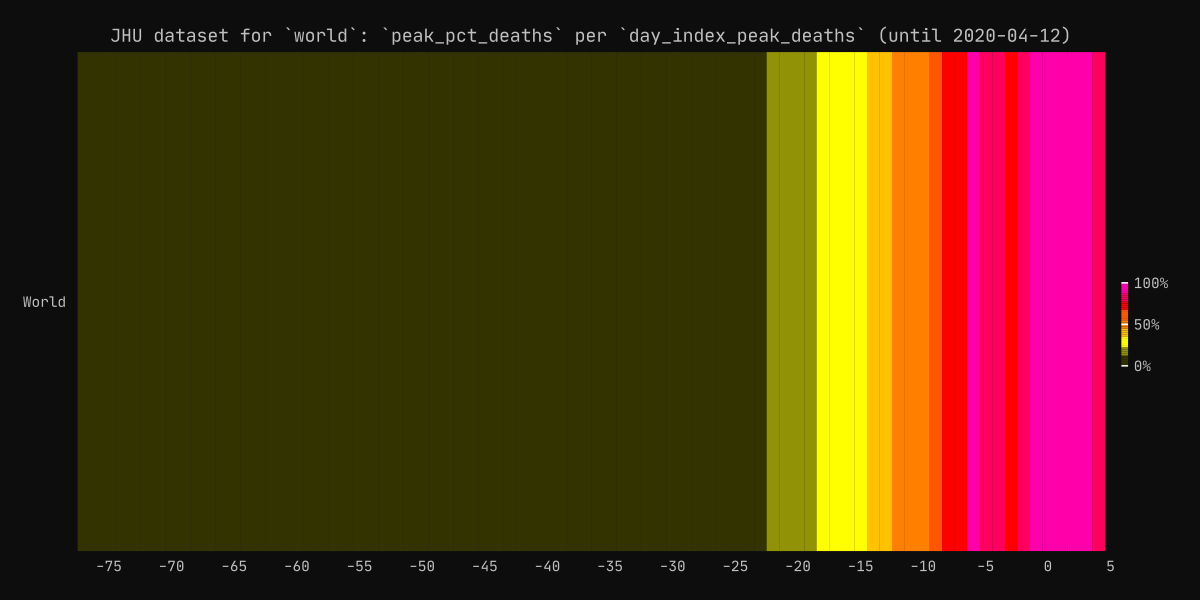 JHU dataset for `world`: `peak_pct_deaths` per `day_index_peak_deaths` (until 2020-04-12)
World
100%
50%
0%
-75 -70 -65 -60 -55 -50 -45 -40 -35 -30 -25 -20 -15 -10 -5 0 5